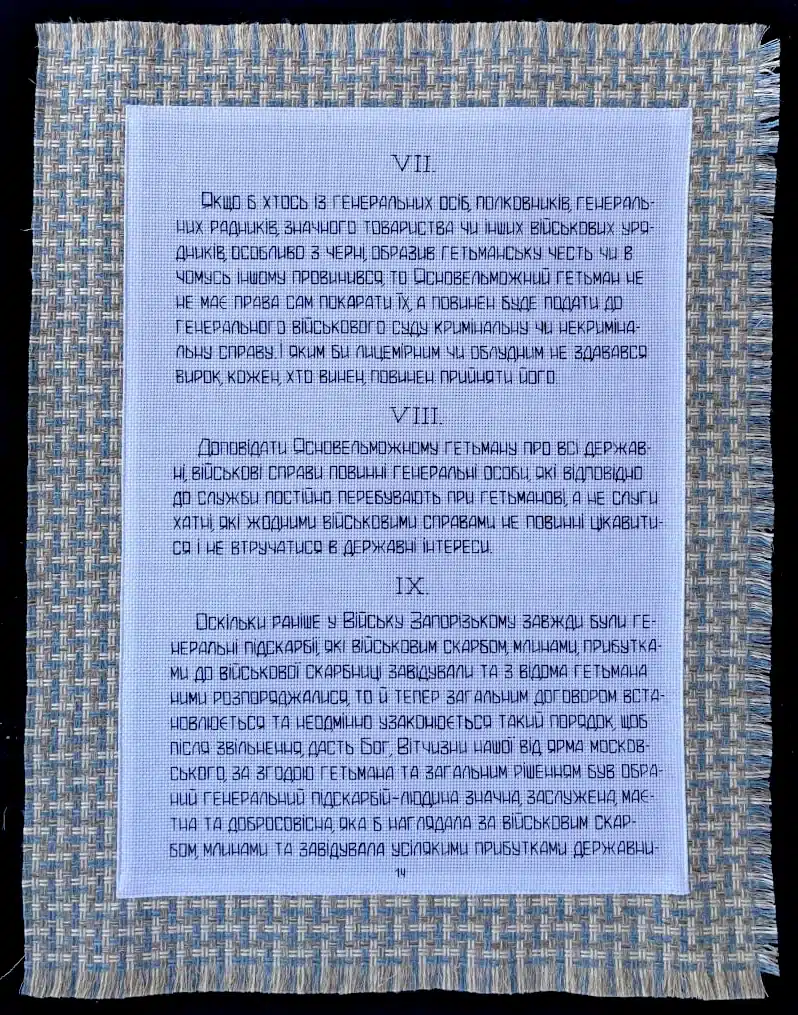 VII.
Якщо б хтось із генеральних осіб, полковників, генераль-
них радників, значного товариства чи інших військових уря-
дників, особливо з черні, образив гетьманську честь чи в
чомусь іншому провинився, то Ясновельможний гетьман не
не має права сам покарати їх, а повинен буде подати до
генерального військового суду кримінальну чи некриміна-
льну справу. І яким би лицемірним чи облудним не здавався
вирок, кожен, хто винен, повинен прийняти його.
VIII.
Доповідати Ясновельможному гетьману про всі держав-
ні, військові справи повинні генеральні особи, які відповідно
до служби постійно перебувають при гетьманові, а не слуги
хатні, які жодними військовими справами не повинні цікавити-
ся і не втручатися в державні інтереси.
IX.
Оскільки раніше у Війську Запорізькому завжди були ге-
неральні підскарбії, які військовим скарбом, млинами, прибутка-
ми до військової скарбниці завідували та з відома гетьмана
ними розпоряджалися, то й тепер загальним договором вста-
новлюється та неодмінно узаконюється такий порядок, щоб
після звільнення, дасть Бог, Вітчизни нашої від ярма москов-
ського, за згодою гетьмана та загальним рішенням був обра-
ний генеральний підскарбій-людина значна, заслужена, має-
тна та добросовісна, яка б наглядала за військовим скар-
бом, млинами та завідувала усілякими прибутками державни-
14